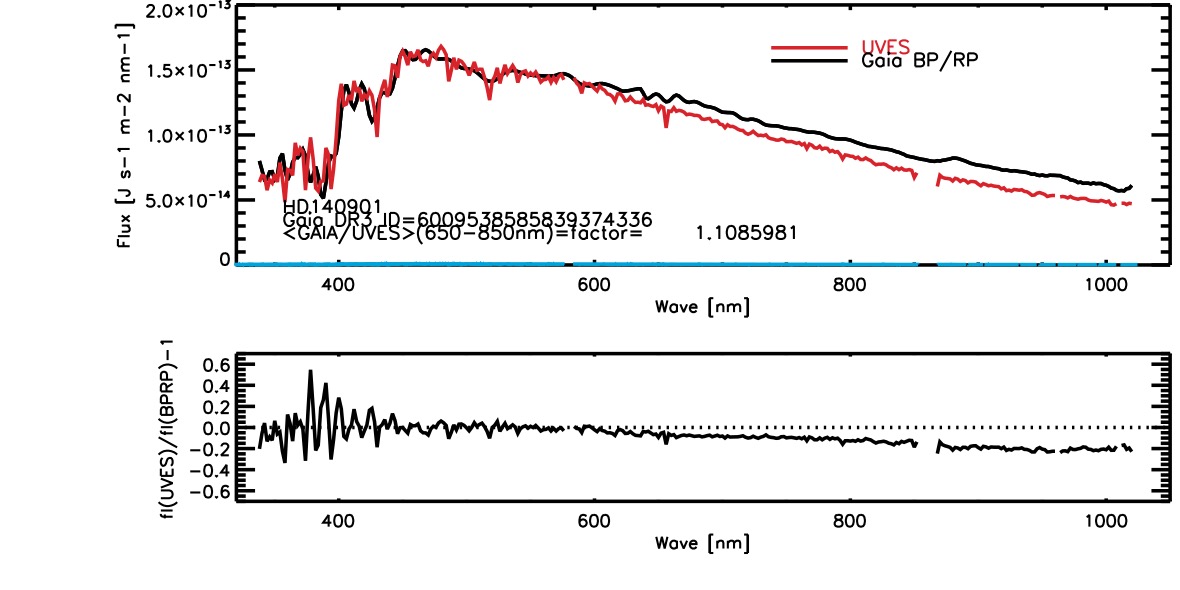 2.0×10−13
1.5×10−13
1.0×10−13
5.0×10−14
0
Flux [J s−1 m−2 nm−1]
UVES
Gaia BP/RP
HD140901
Gaia DR3 ID=6009538585839374336
<GAIA/UVES>(650−850nm)=factor= 1.1085981
400 600 800 1000
Wave [nm]
fl(UVES)/fl(BPRP)−1
0.6
0.4
0.2
0.0
−0.2
−0.4
−0.6
400 600 800 1000
Wave [nm]